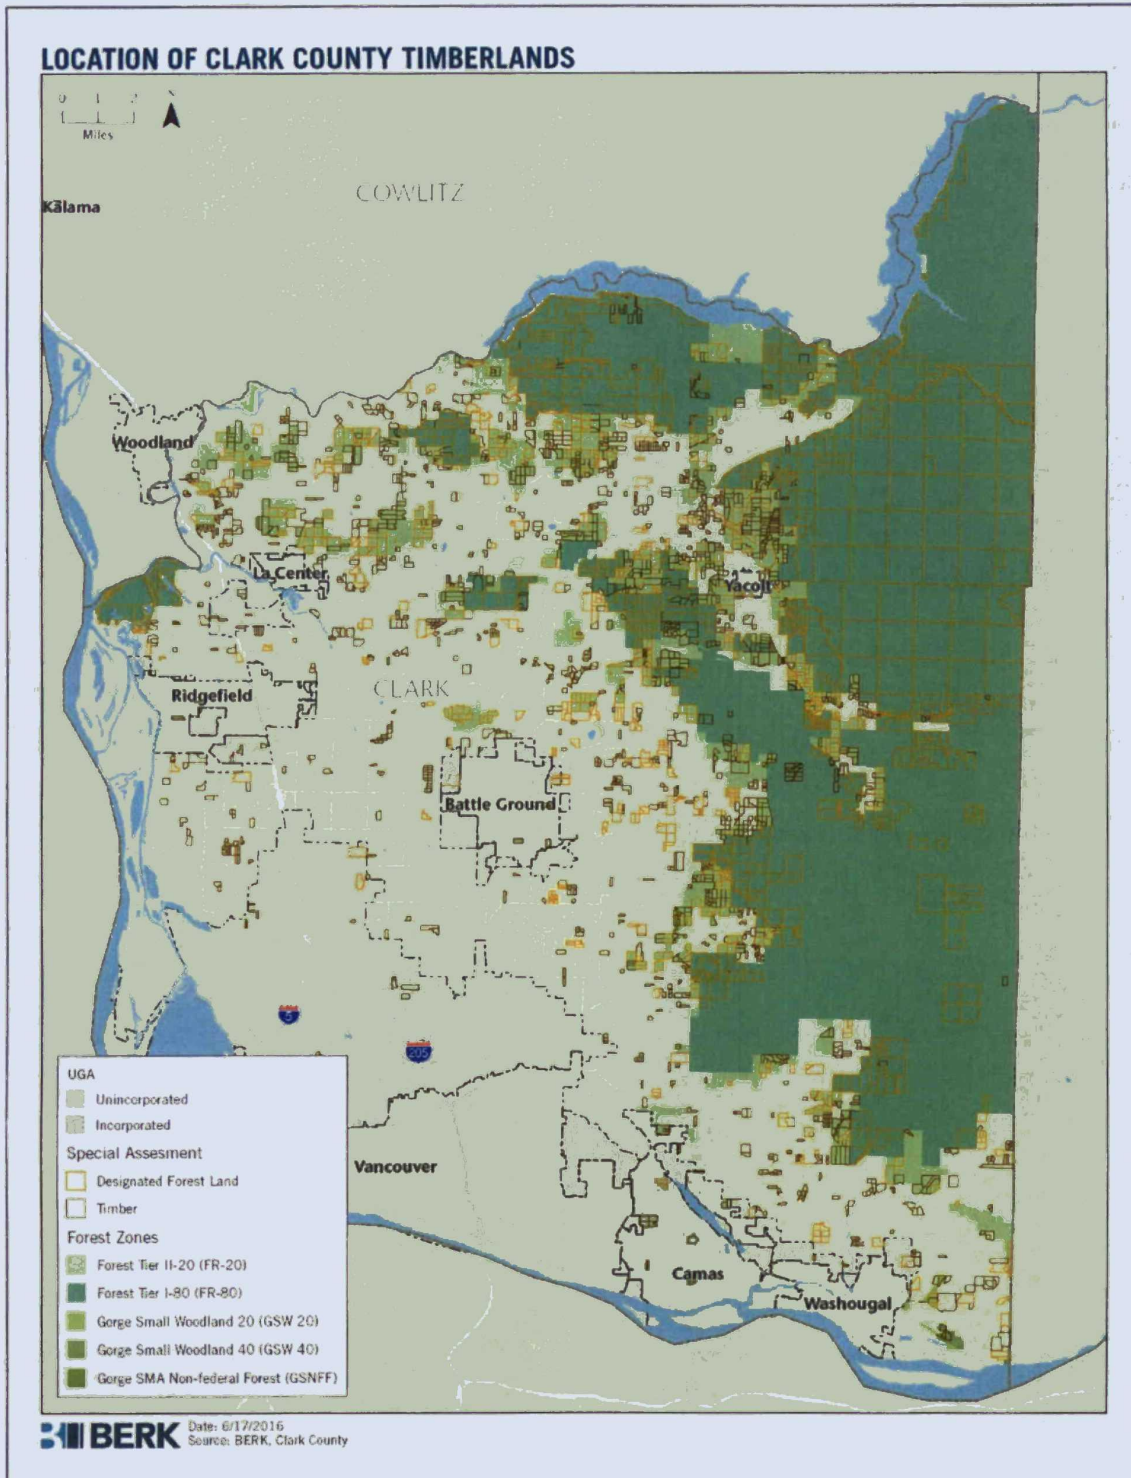 LOCATION OF CLARK COUNTY TIMBERLANDS
0 1 2
Miles
COWLITZ
Kalama
Woodland
La Center
Yacolt
Ridgefield
CLARK
Battle Ground
5
205
Vancouver
Camas
Washougal
UGA
Unincorporated
Incorporated
Special Assesment
Designated Forest Land
Timber
Forest Zones
Forest Tier II-20 (FR-20)
Forest Tier I-80 (FR-80)
Gorge Small Woodland 20 (GSW 20)
Gorge Small Woodland 40 (GSW 40)
Gorge SMA Non-federal Forest (GSNFF)
BERK
Date: 6/17/2016
Source: BERK, Clark County